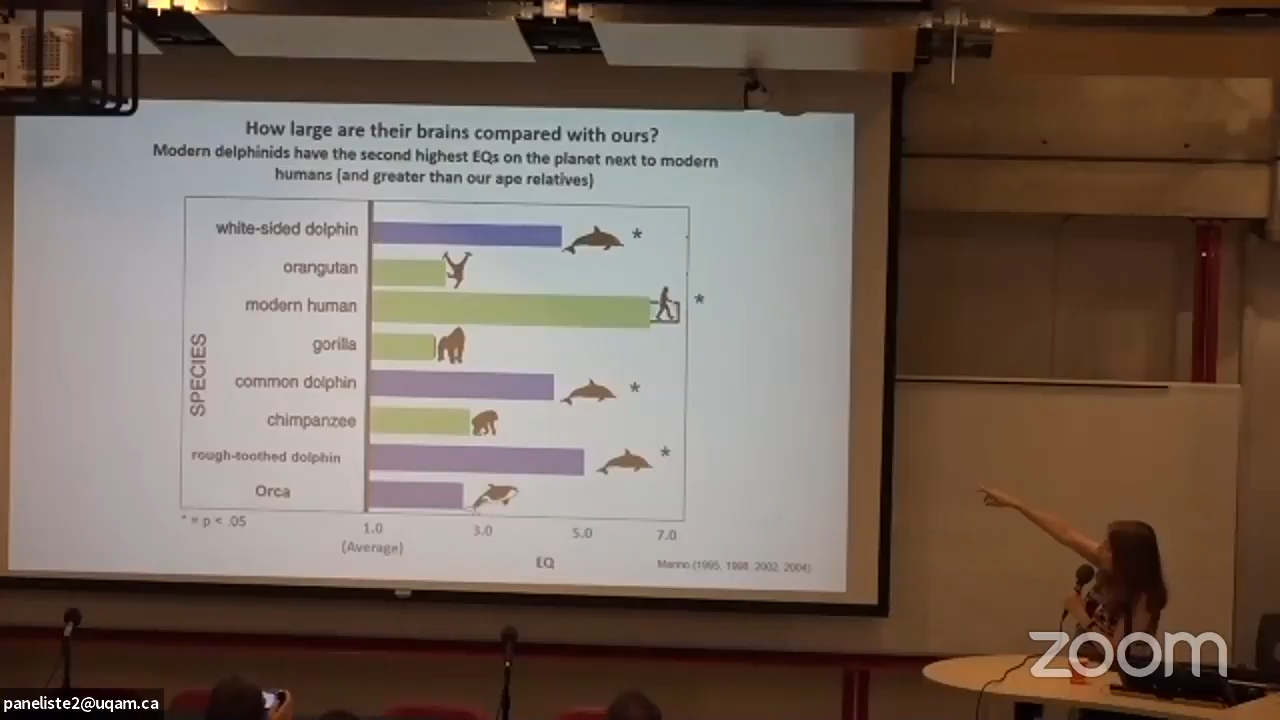 How large are their brains compared with ours?
Modern delphinids have the second highest EQs on the planet next to modern
humans (and greater than our ape relatives)
white-sided dolphin
*
orangutan
modern human
*
gorilla
SPECIES
common dolphin
*
chimpanzee
rough-toothed dolphin
*
Orca
* = p < .05
1.0
3.0
5.0
7.0
(Average)
EQ
Marino (1995, 1998, 2002, 2004)
zoom
paneliste2@uqam.ca